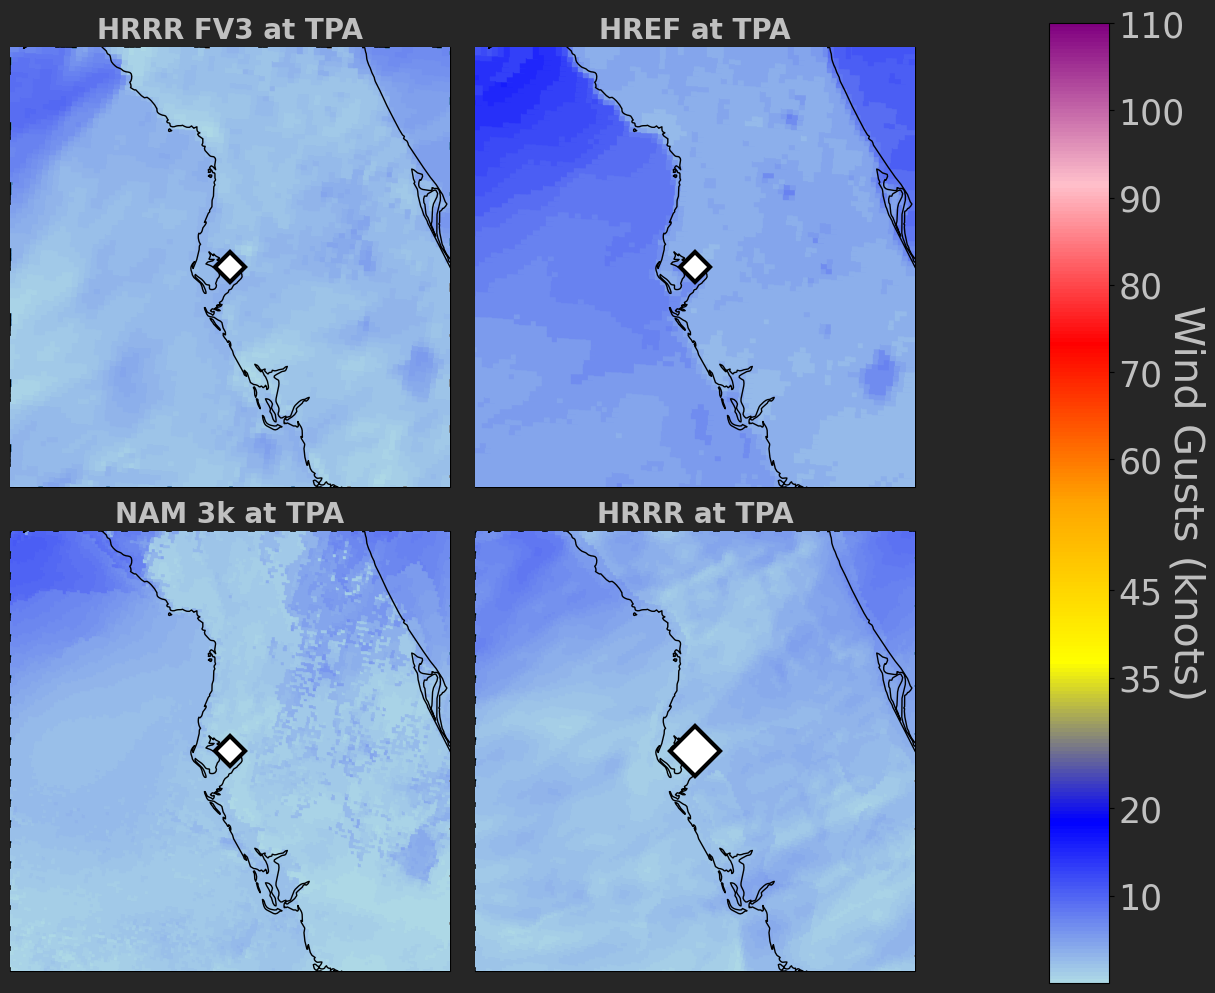 HRRR FV3 at TPA
HREF at TPA
NAM 3k at TPA
HRRR at TPA
110
100
90
80
70
60
45
35
20
10
Wind Gusts (knots)